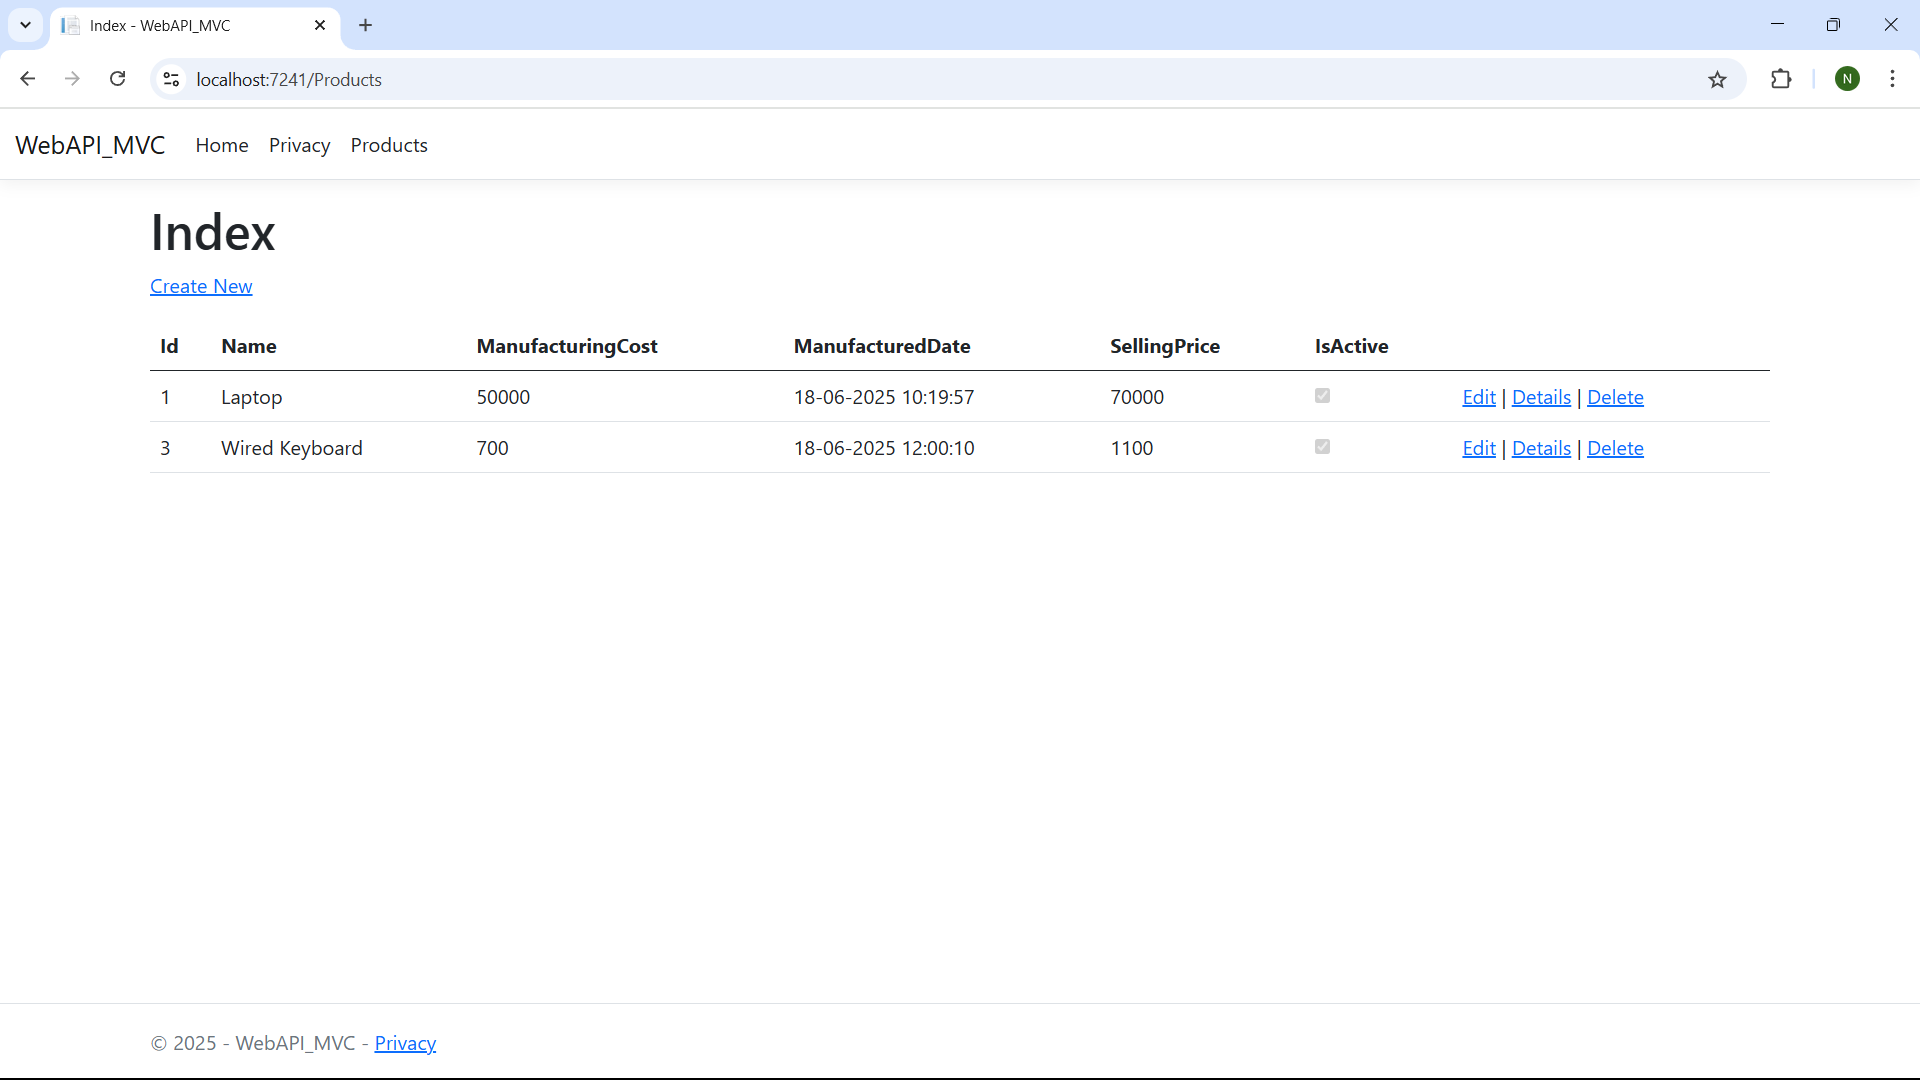 Index - WebAPI_MVC
localhost:7241/Products
N
WebAPI_MVC Home Privacy Products
Index
Create New
Id Name ManufacturingCost ManufacturedDate SellingPrice IsActive
1 Laptop 50000 18-06-2025 10:19:57 70000 Edit | Details | Delete
3 Wired Keyboard 700 18-06-2025 12:00:10 1100 Edit | Details | Delete
© 2025 - WebAPI_MVC - Privacy